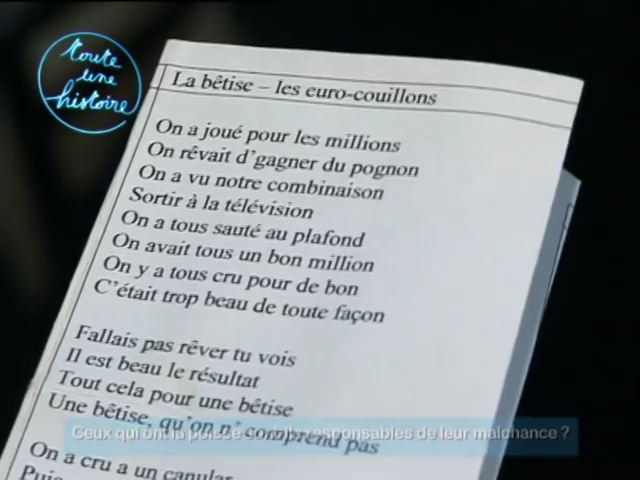 toute
une
histoire
La bêtise – les euro-couillons
On a joué pour les millions
On rêvait d'gagner du pognon
On a vu notre combinaison
Sortir à la télévision
On a tous sauté au plafond
On avait tous un bon million
On y a tous cru pour de bon
C''était trop beau de toute façon
Fallais pas rêver tu vois
Il est beau le résultat
Tout cela pour une bêtise
Une bêtise, qu'on n' comprend pas
Ceux qui ont la poisse responsables de leur malchance ?
On a cru a un canular
Puis